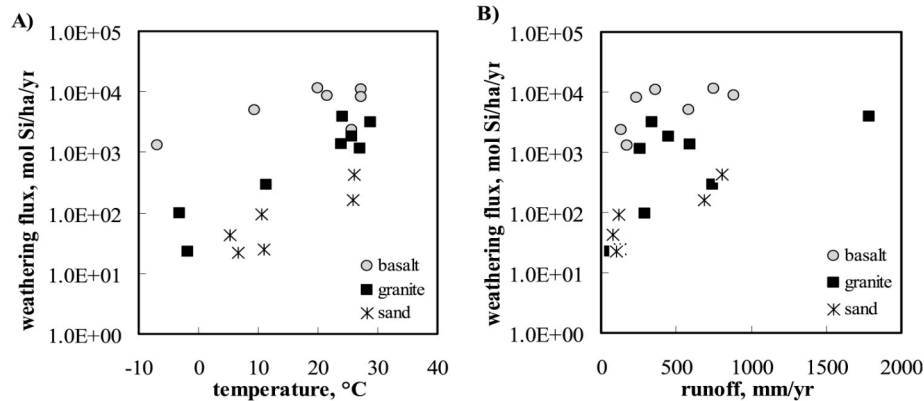 A)
1.0E+05
1.0E+04
1.0E+03
1.0E+02
1.0E+01
1.0E+00
weathering flux, mol Si/ha/yr
basalt
granite
sand
-10 0 10 20 30 40
temperature, °C
B)
1.0E+05
1.0E+04
1.0E+03
1.0E+02
1.0E+01
1.0E+00
weathering flux, mol Si/ha/yr
basalt
granite
sand
0 500 1000 1500 2000
runoff, mm/yr